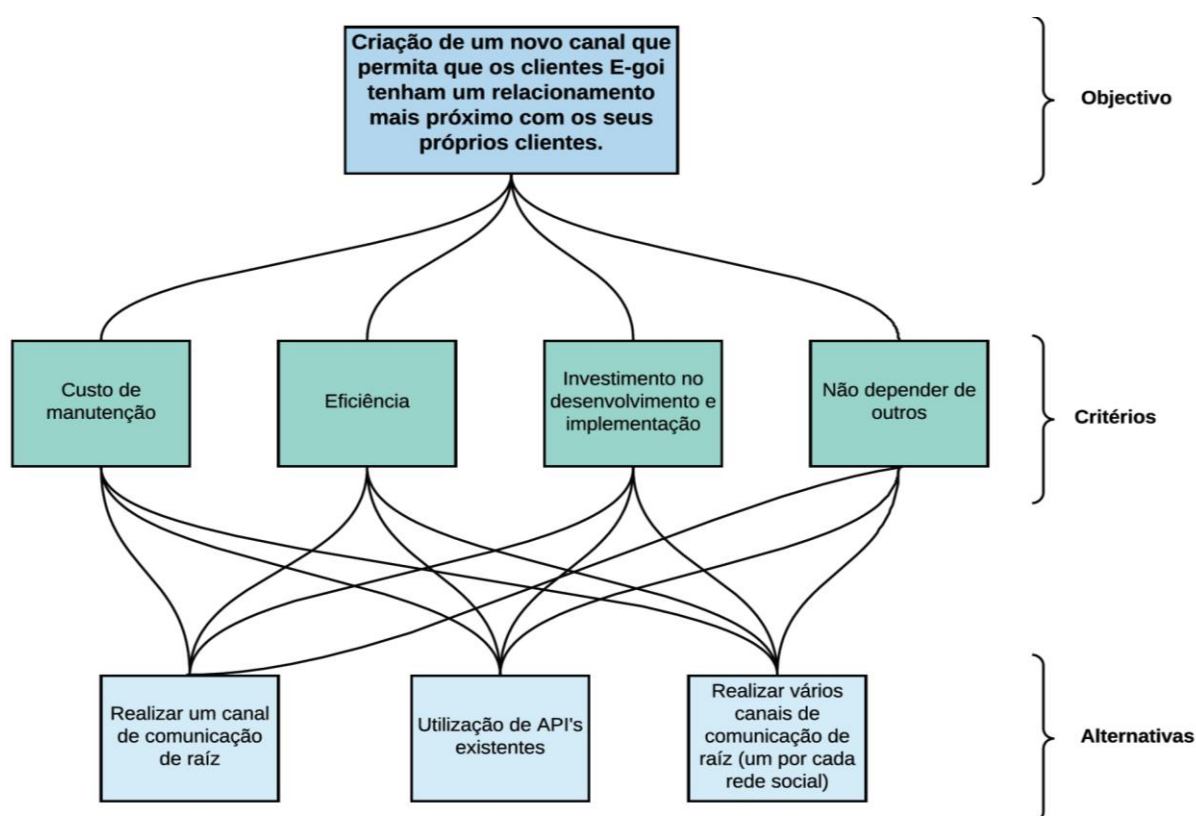 Criação de um novo canal que
permita que os clientes E-goi
tenham um relacionamento
mais próximo com os seus
próprios clientes.
Objectivo
Custo de
manutenção
Eficiência
Investimento no
desenvolvimento e
implementação
Não depender de
outros
Critérios
Realizar um canal
de comunicação
de raíz
Utilização de API's
existentes
Realizar vários
canais de
comunicação de
raíz (um por cada
rede social)
Alternativas